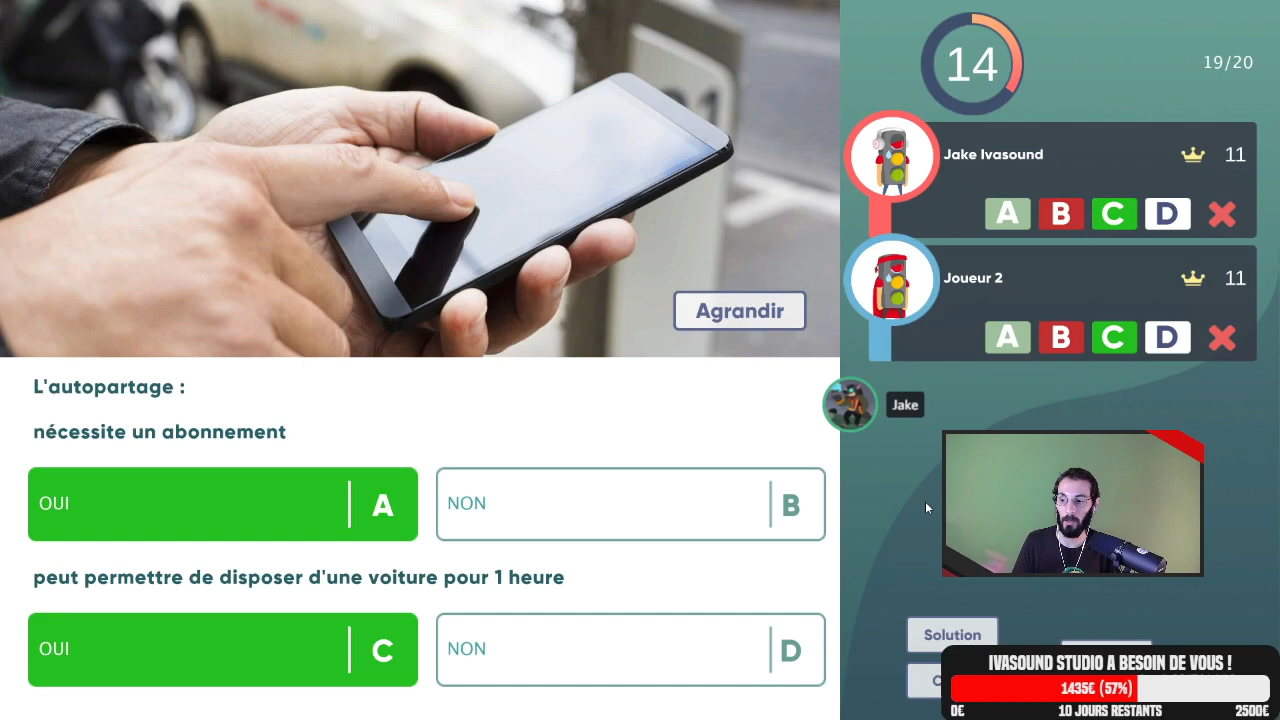 Agrandir
L'autopartage :
nécessite un abonnement
OUI
A
NON
B
peut permettre de disposer d'une voiture pour 1 heure
OUI
C
NON
D
14
19/20
Jake Ivasound
11
A B C D
Joueur 2
11
A B C D
Jake
Solution
IVASOUND STUDIO A BESOIN DE VOUS !
1435€ (57%)
0€ 10 JOURS RESTANTS 2500€